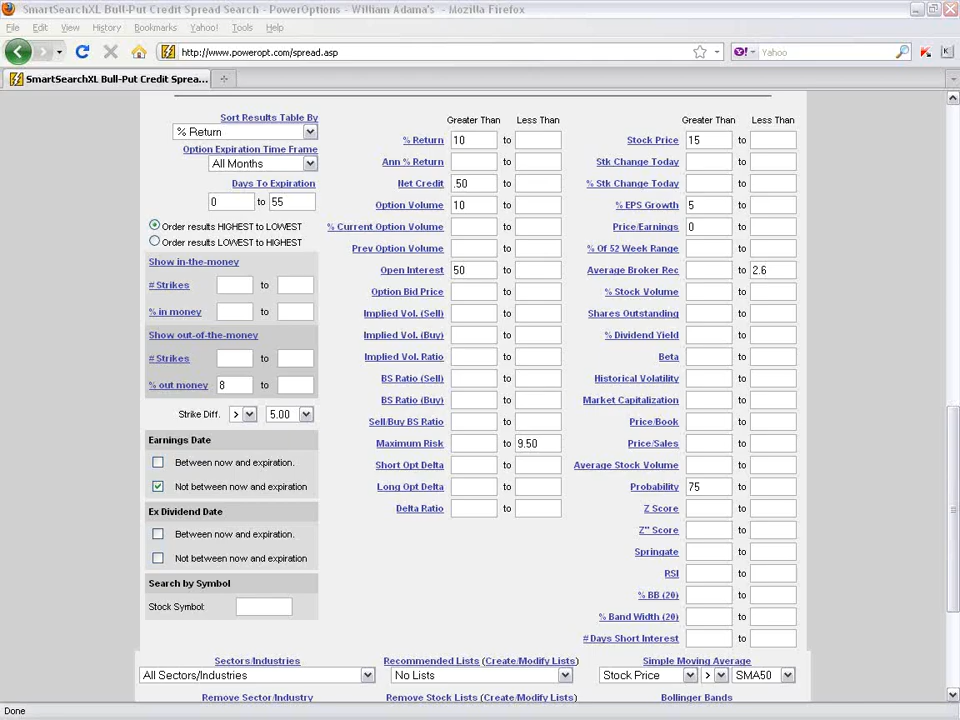 SmartSearchXL Bull-Put Credit Spread Search - PowerOptions - William Adama's - Mozilla Firefox
File Edit View History Bookmarks Yahoo! Tools Help
http://www.poweropt.com/spread.asp
Yahoo
SmartSearchXL Bull-Put Credit Sprea...
Sort Results Table By
% Return
Option Expiration Time Frame
All Months
Days To Expiration
0 to 55
Order results HIGHEST to LOWEST
Order results LOWEST to HIGHEST
Show in-the-money
# Strikes to
% in money to
Show out-of-the-money
# Strikes to
% out money 8 to
Strike Diff. > 5.00
Earnings Date
Between now and expiration.
Not between now and expiration
Ex Dividend Date
Between now and expiration.
Not between now and expiration
Search by Symbol
Stock Symbol:
Greater Than Less Than
% Return 10 to
Ann % Return to
Net Credit .50 to
Option Volume 10 to
% Current Option Volume to
Prev Option Volume to
Open Interest 50 to
Option Bid Price to
Implied Vol. (Sell) to
Implied Vol. (Buy) to
Implied Vol. Ratio to
BS Ratio (Sell) to
BS Ratio (Buy) to
Sell/Buy BS Ratio to
Maximum Risk to 9.50
Short Opt Delta to
Long Opt Delta to
Delta Ratio to
Greater Than Less Than
Stock Price 15 to
Stk Change Today to
% Stk Change Today to
% EPS Growth 5 to
Price/Earnings 0 to
% Of 52 Week Range to
Average Broker Rec to 2.6
% Stock Volume to
Shares Outstanding to
% Dividend Yield to
Beta to
Historical Volatility to
Market Capitalization to
Price/Book to
Price/Sales to
Average Stock Volume to
Probability 75 to
Z Score to
Z" Score to
Springate to
RSI to
% BB (20) to
% Band Width (20) to
# Days Short Interest to
Sectors/Industries Recommended Lists (Create/Modify Lists) Simple Moving Average
All Sectors/Industries No Lists Stock Price > SMA50
Remove Sector/Industry Remove Stock Lists (Create/Modify Lists) Bollinger Bands
Done